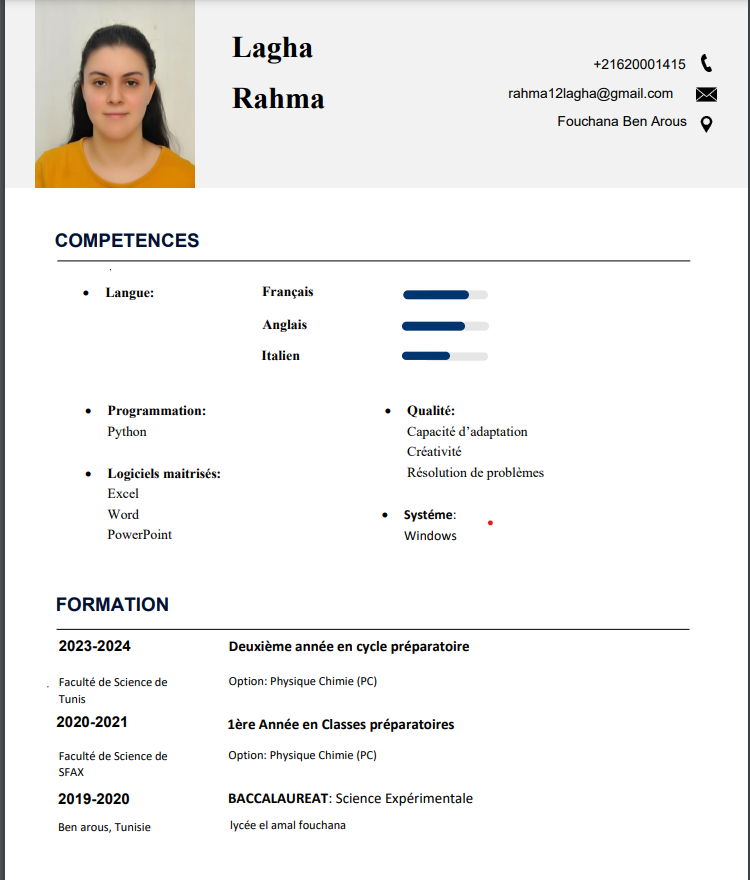 Lagha
Rahma
+21620001415
rahma12lagha@gmail.com
Fouchana Ben Arous
COMPETENCES
• Langue:
Français
Anglais
Italien
• Programmation:
Python
• Logiciels maitrisés:
Excel
Word
PowerPoint
• Qualité:
Capacité d’adaptation
Créativité
Résolution de problèmes
• Systéme:
Windows
FORMATION
2023-2024 Deuxième année en cycle préparatoire
Faculté de Science de Option: Physique Chimie (PC)
Tunis
2020-2021 1ère Année en Classes préparatoires
Faculté de Science de Option: Physique Chimie (PC)
SFAX
2019-2020 BACCALAUREAT: Science Expérimentale
Ben arous, Tunisie lycée el amal fouchana